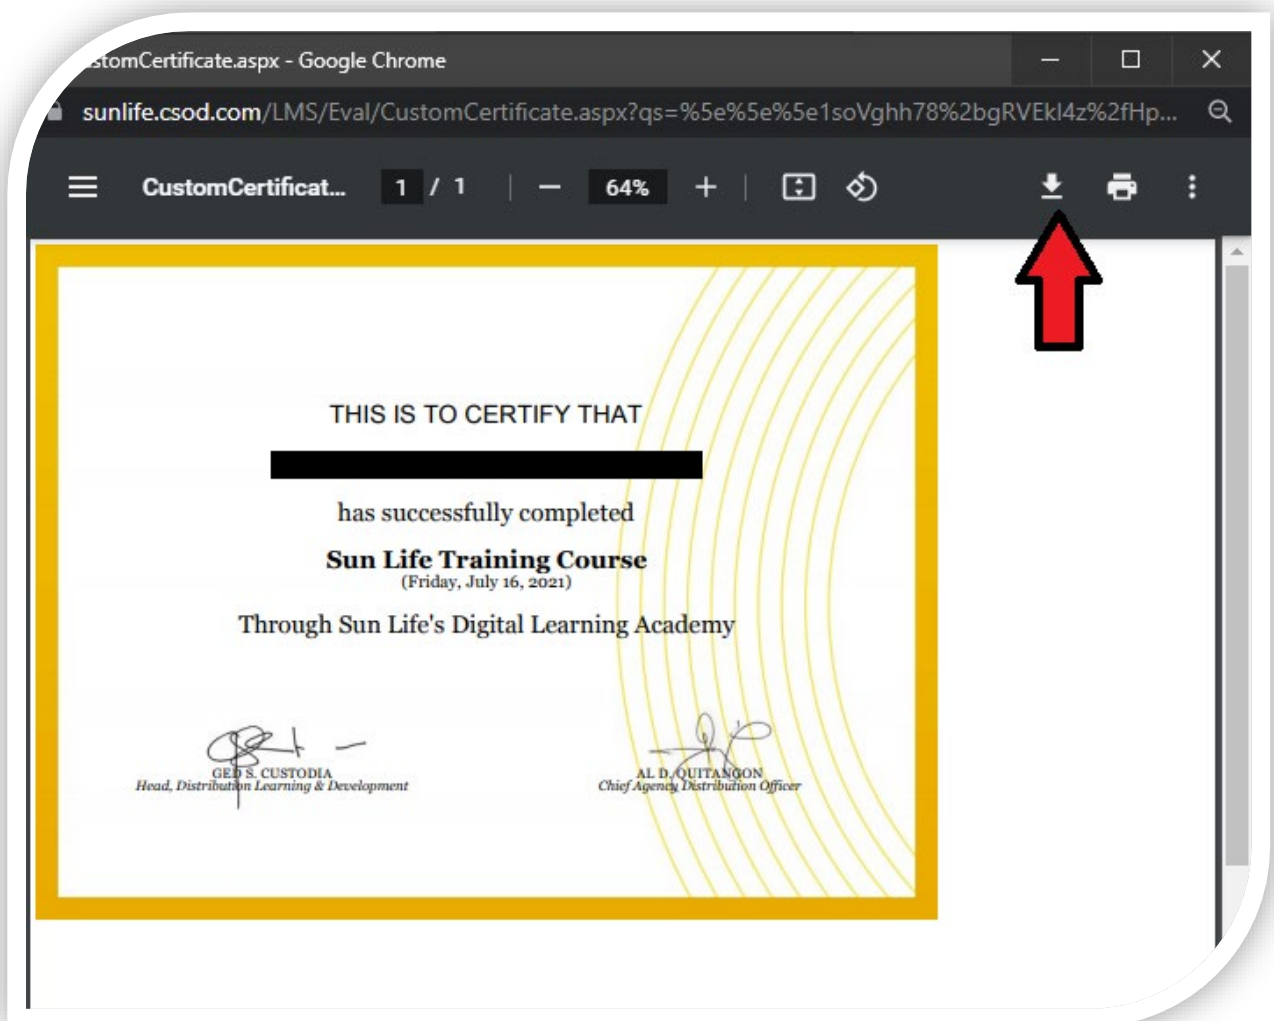 stomCertificate.aspx - Google Chrome
sunlife.csod.com/LMS/Eval/CustomCertificate.aspx?qs=%5e%5e%5e1soVghh78%2bgRVEkl4z%2fHp...
CustomCertificat... 1 / 1 64%
THIS IS TO CERTIFY THAT
has successfully completed
Sun Life Training Course
(Friday, July 16, 2021)
Through Sun Life's Digital Learning Academy
GED S. CUSTODIA
Head, Distribution Learning & Development
AL D. QUITANGON
Chief Agency Distribution Officer